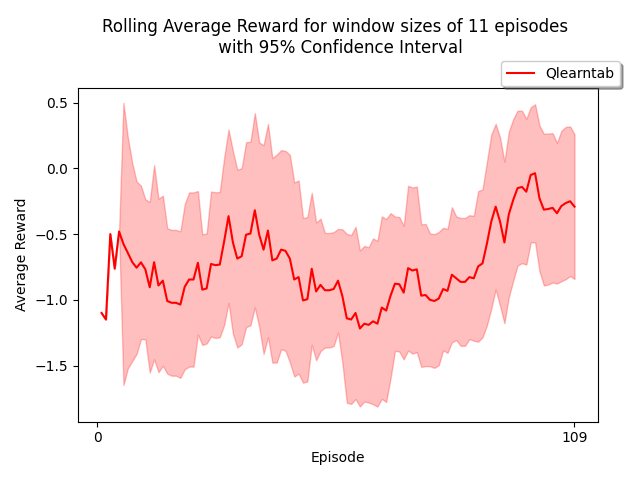 Rolling Average Reward for window sizes of 11 episodes
with 95% Confidence Interval
Qlearntab
0.5
0.0
−0.5
−1.0
−1.5
Average Reward
0
109
Episode